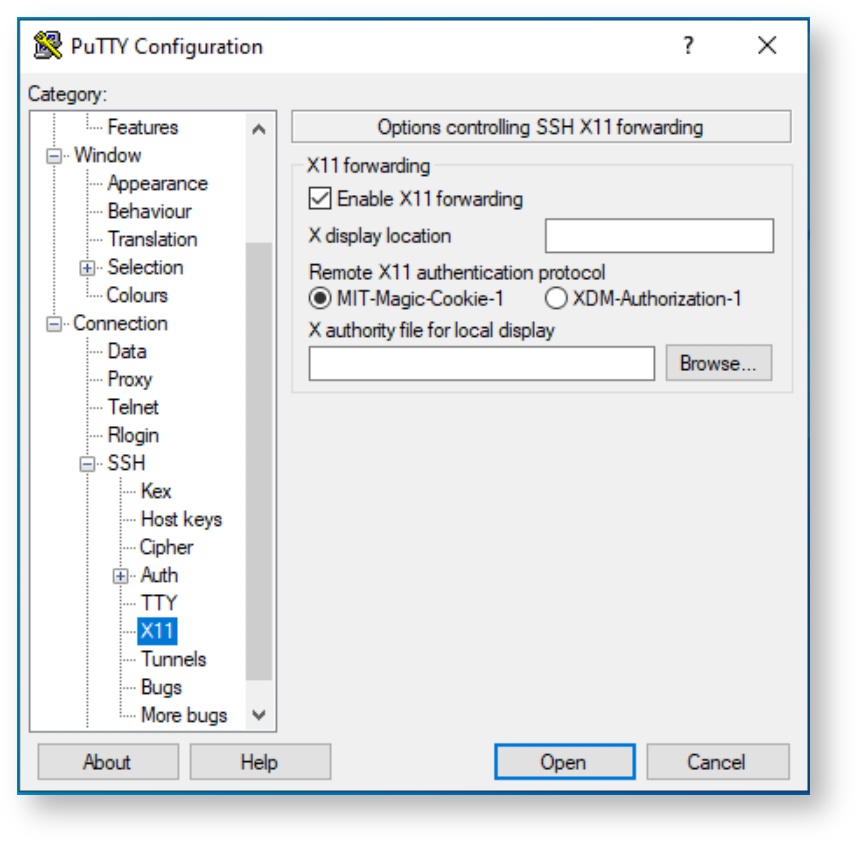 PuTTY Configuration
?
Category:
Features
Window
Appearance
Behaviour
Translation
Selection
Colours
Connection
Data
Proxy
Telnet
Rlogin
SSH
Kex
Host keys
Cipher
Auth
TTY
X11
Tunnels
Bugs
More bugs
Options controlling SSH X11 forwarding
X11 forwarding
Enable X11 forwarding
X display location
Remote X11 authentication protocol
MIT-Magic-Cookie-1 XDM-Authorization-1
X authority file for local display
Browse...
About Help Open Cancel